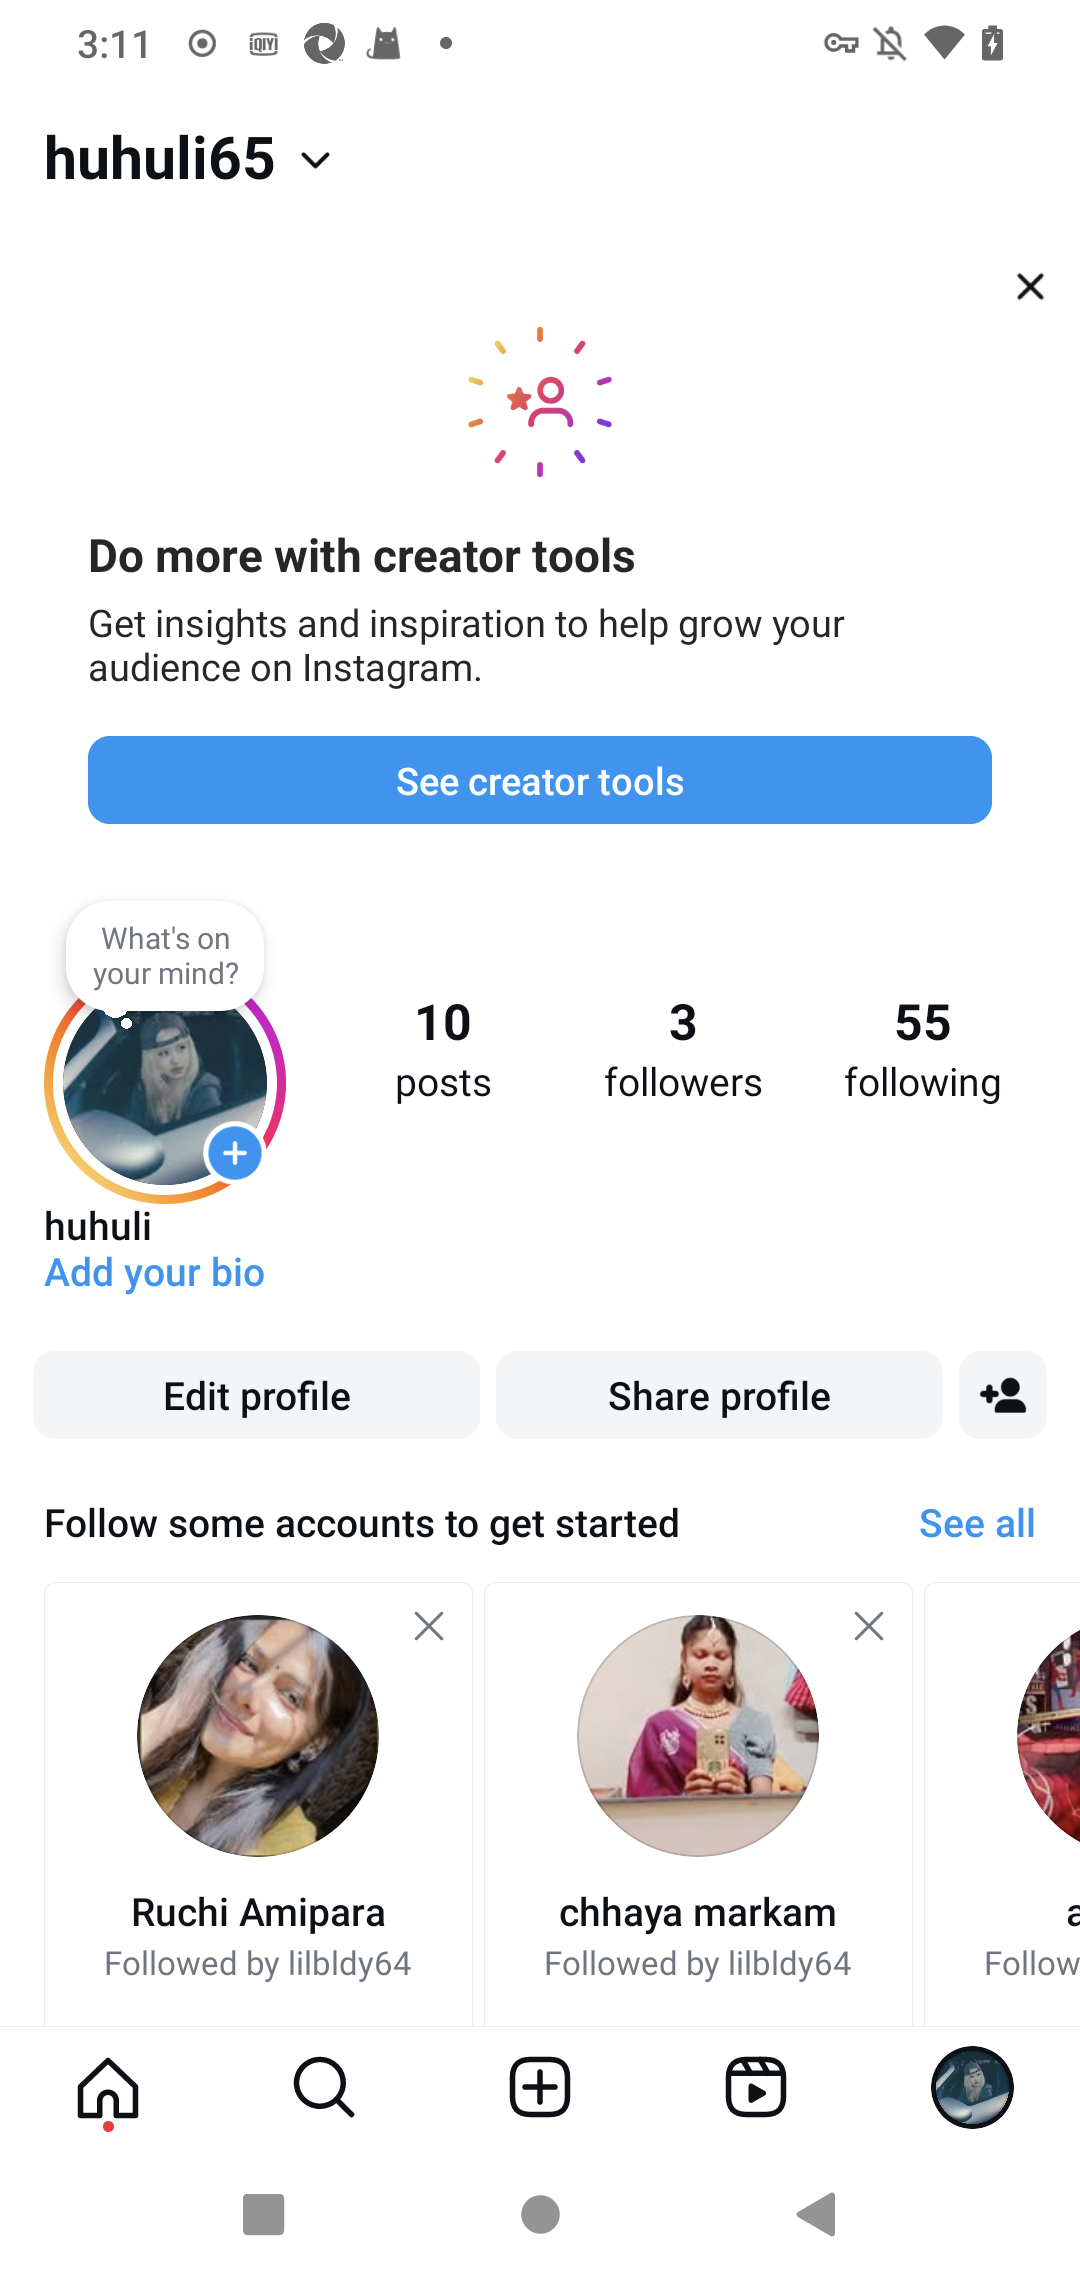 3:11
iQIYI
huhuli65
Do more with creator tools
Get insights and inspiration to help grow your
audience on Instagram.
See creator tools
What's on
your mind?
10
posts
3
followers
55
following
huhuli
Add your bio
Edit profile
Share profile
Follow some accounts to get started
See all
Ruchi Amipara
Followed by lilbldy64
chhaya markam
Followed by lilbldy64
a
Follow